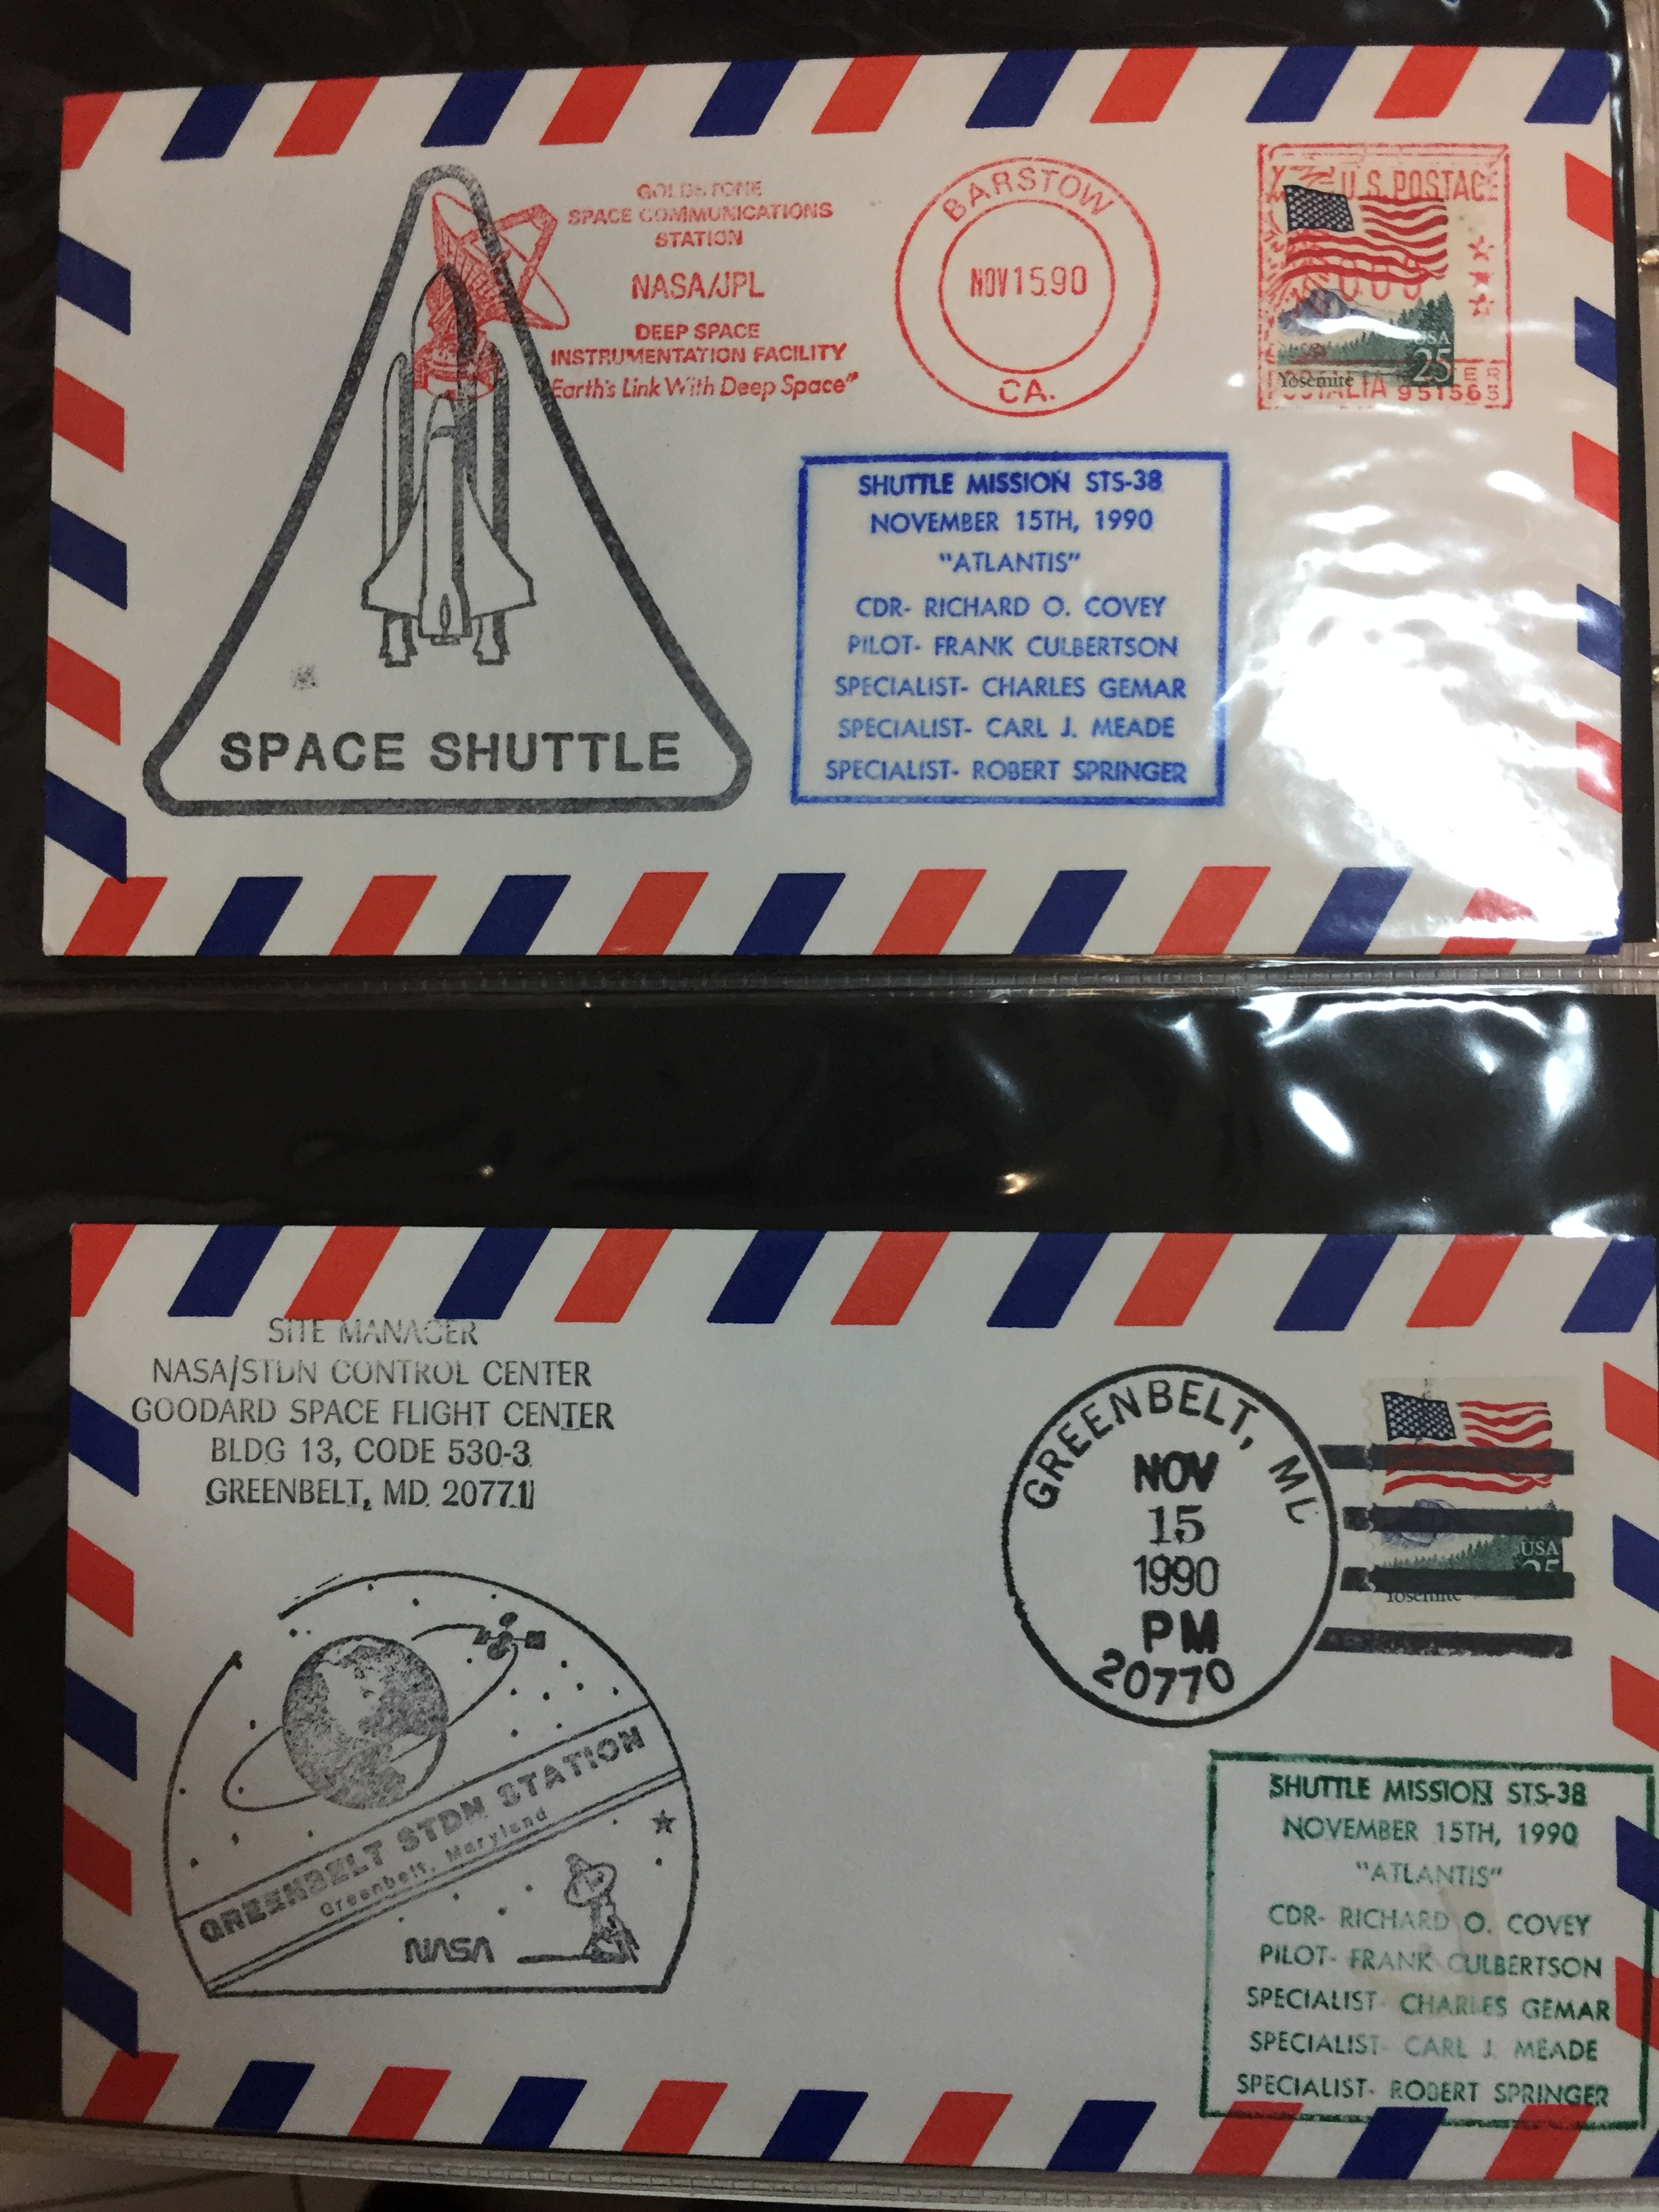 GOLDSTONE
SPACE COMMUNICATIONS
STATION
NASA/JPL
DEEP SPACE
INSTRUMENTATION FACILITY
Earth's Link With Deep Space"
BARSTOW
NOV 15.90
CA.
U.S. POSTAGE
USA
25
Yosemite
951565
SPACE SHUTTLE
SHUTTLE MISSION STS-38
NOVEMBER 15TH, 1990
"ATLANTIS"
CDR- RICHARD O. COVEY
PILOT- FRANK CULBERTSON
SPECIALIST- CHARLES GEMAR
SPECIALIST- CARL J. MEADE
SPECIALIST- ROBERT SPRINGER
SITE MANAGER
NASA/STDN CONTROL CENTER
GOODARD SPACE FLIGHT CENTER
BLDG 13, CODE 530-3
GREENBELT, MD 20771
GREENBELT, MD
NOV
15
1990
PM
20770
USA
25
Yosemite
GREENBELT STDN STATION
Greenbelt, Maryland
NASA
SHUTTLE MISSION STS-38
NOVEMBER 15TH, 1990
"ATLANTIS"
CDR- RICHARD O. COVEY
PILOT- FRANK CULBERTSON
SPECIALIST- CHARLES GEMAR
SPECIALIST- CARL J. MEADE
SPECIALIST- ROBERT SPRINGER